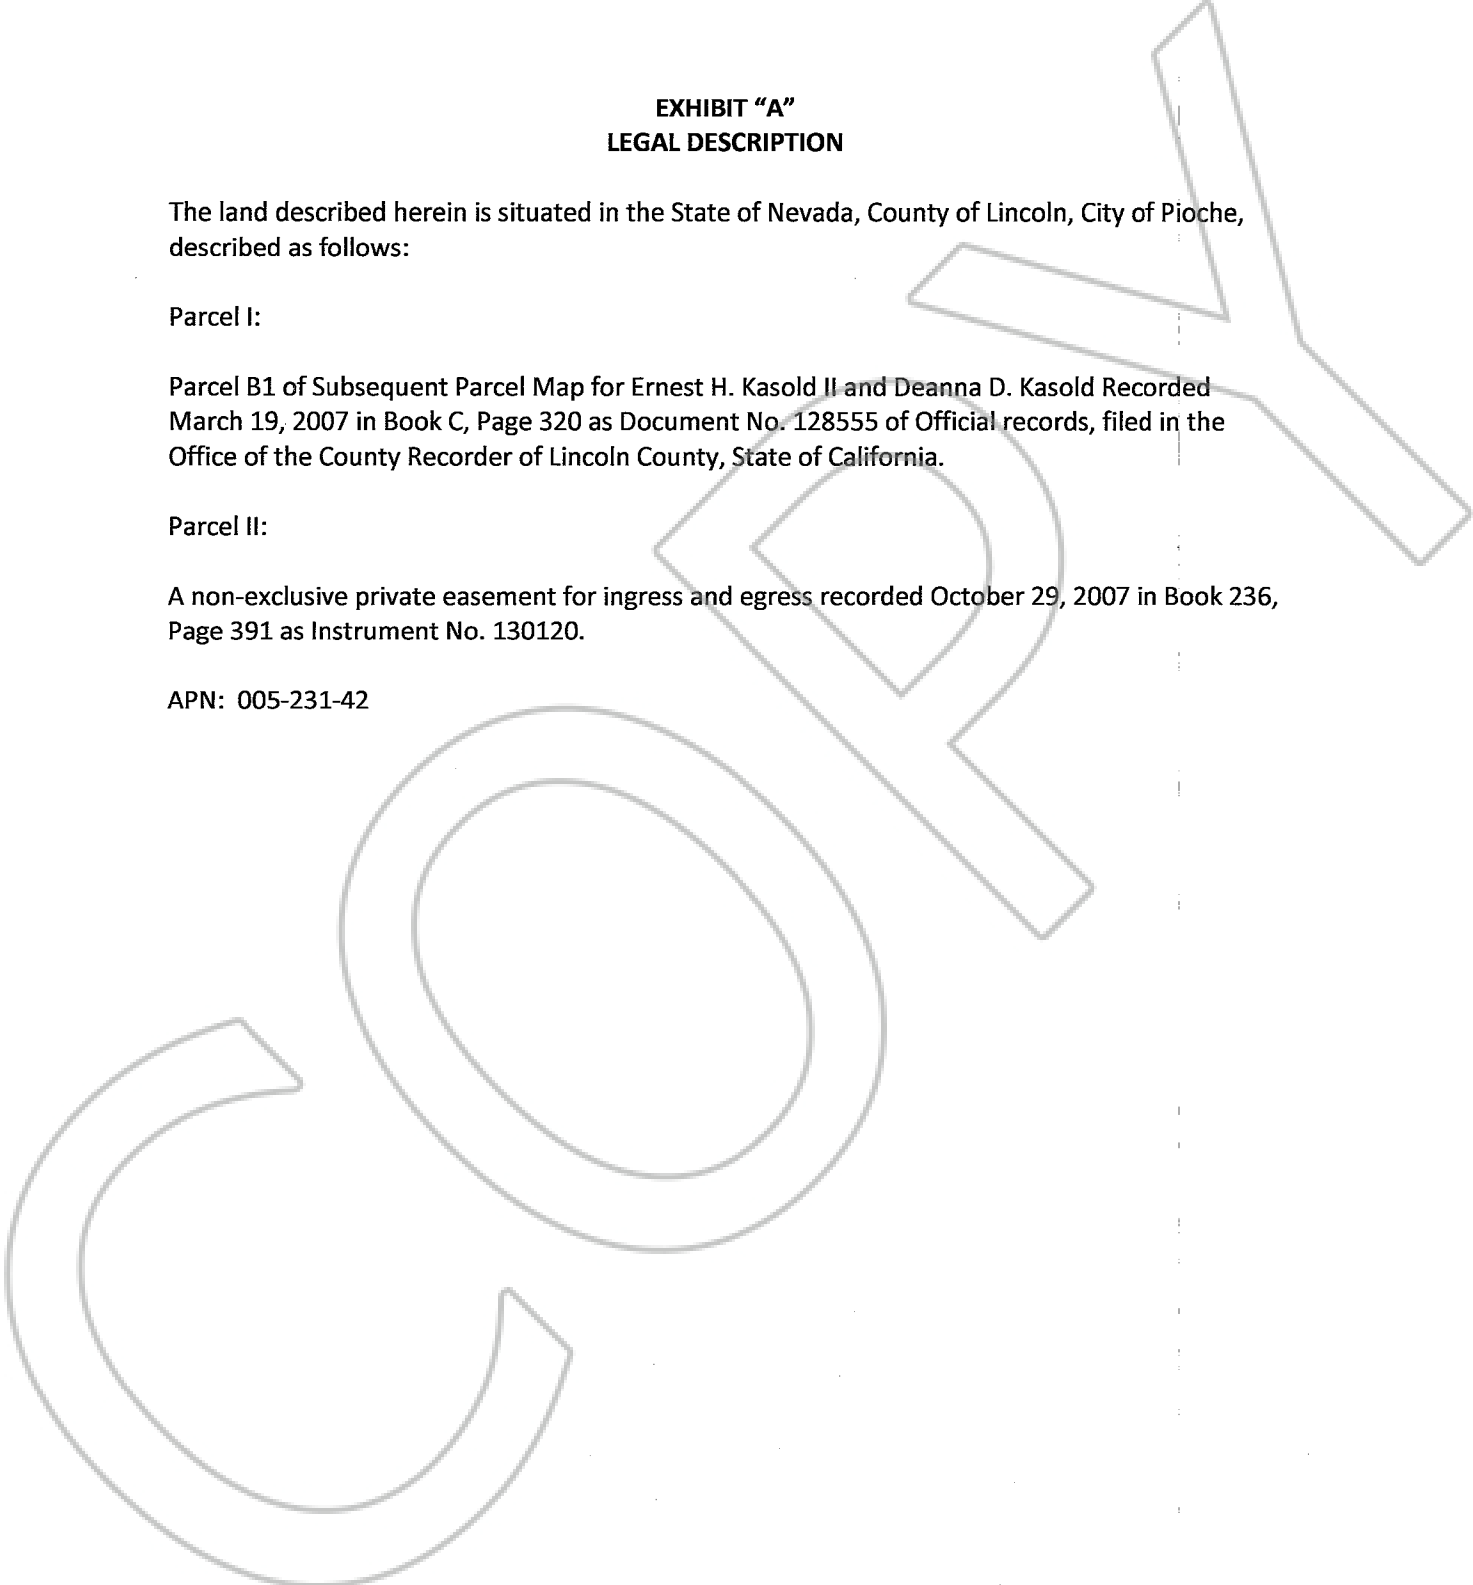 EXHIBIT “A”
LEGAL DESCRIPTION
The land described herein is situated in the State of Nevada, County of Lincoln, City of Pioche,
described as follows:
Parcel I:
Parcel B1 of Subsequent Parcel Map for Ernest H. Kasold II and Deanna D. Kasold Recorded
March 19, 2007 in Book C, Page 320 as Document No. 128555 of Official records, filed in the
Office of the County Recorder of Lincoln County, State of California.
Parcel II:
A non-exclusive private easement for ingress and egress recorded October 29, 2007 in Book 236,
Page 391 as Instrument No. 130120.
APN: 005-231-42
COPY